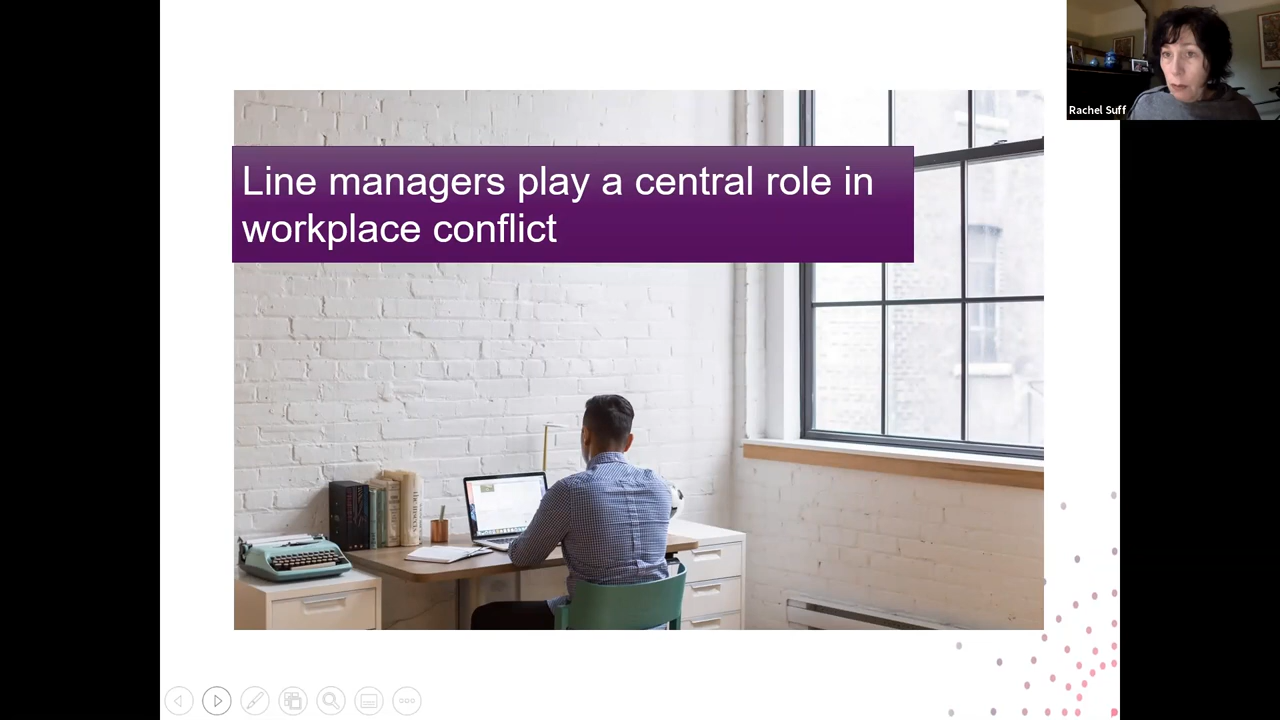 Line managers play a central role in
workplace conflict
Rachel Suff